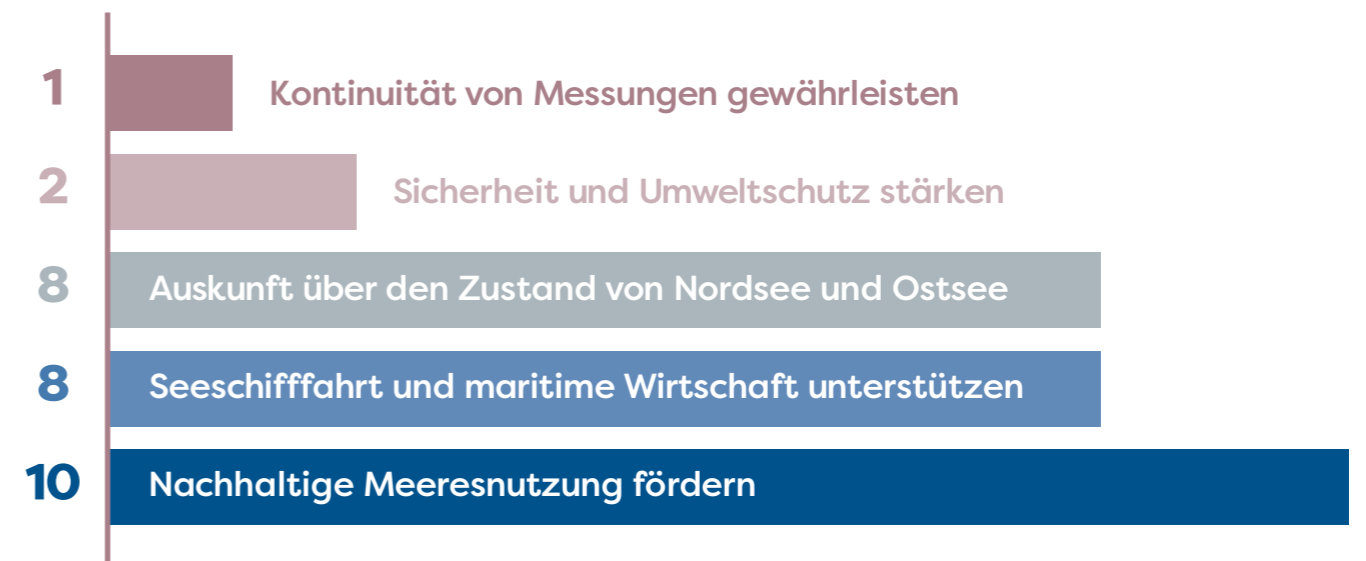 1 Kontinuität von Messungen gewährleisten
2 Sicherheit und Umweltschutz stärken
8 Auskunft über den Zustand von Nordsee und Ostsee
8 Seeschifffahrt und maritime Wirtschaft unterstützen
10 Nachhaltige Meeresnutzung fördern